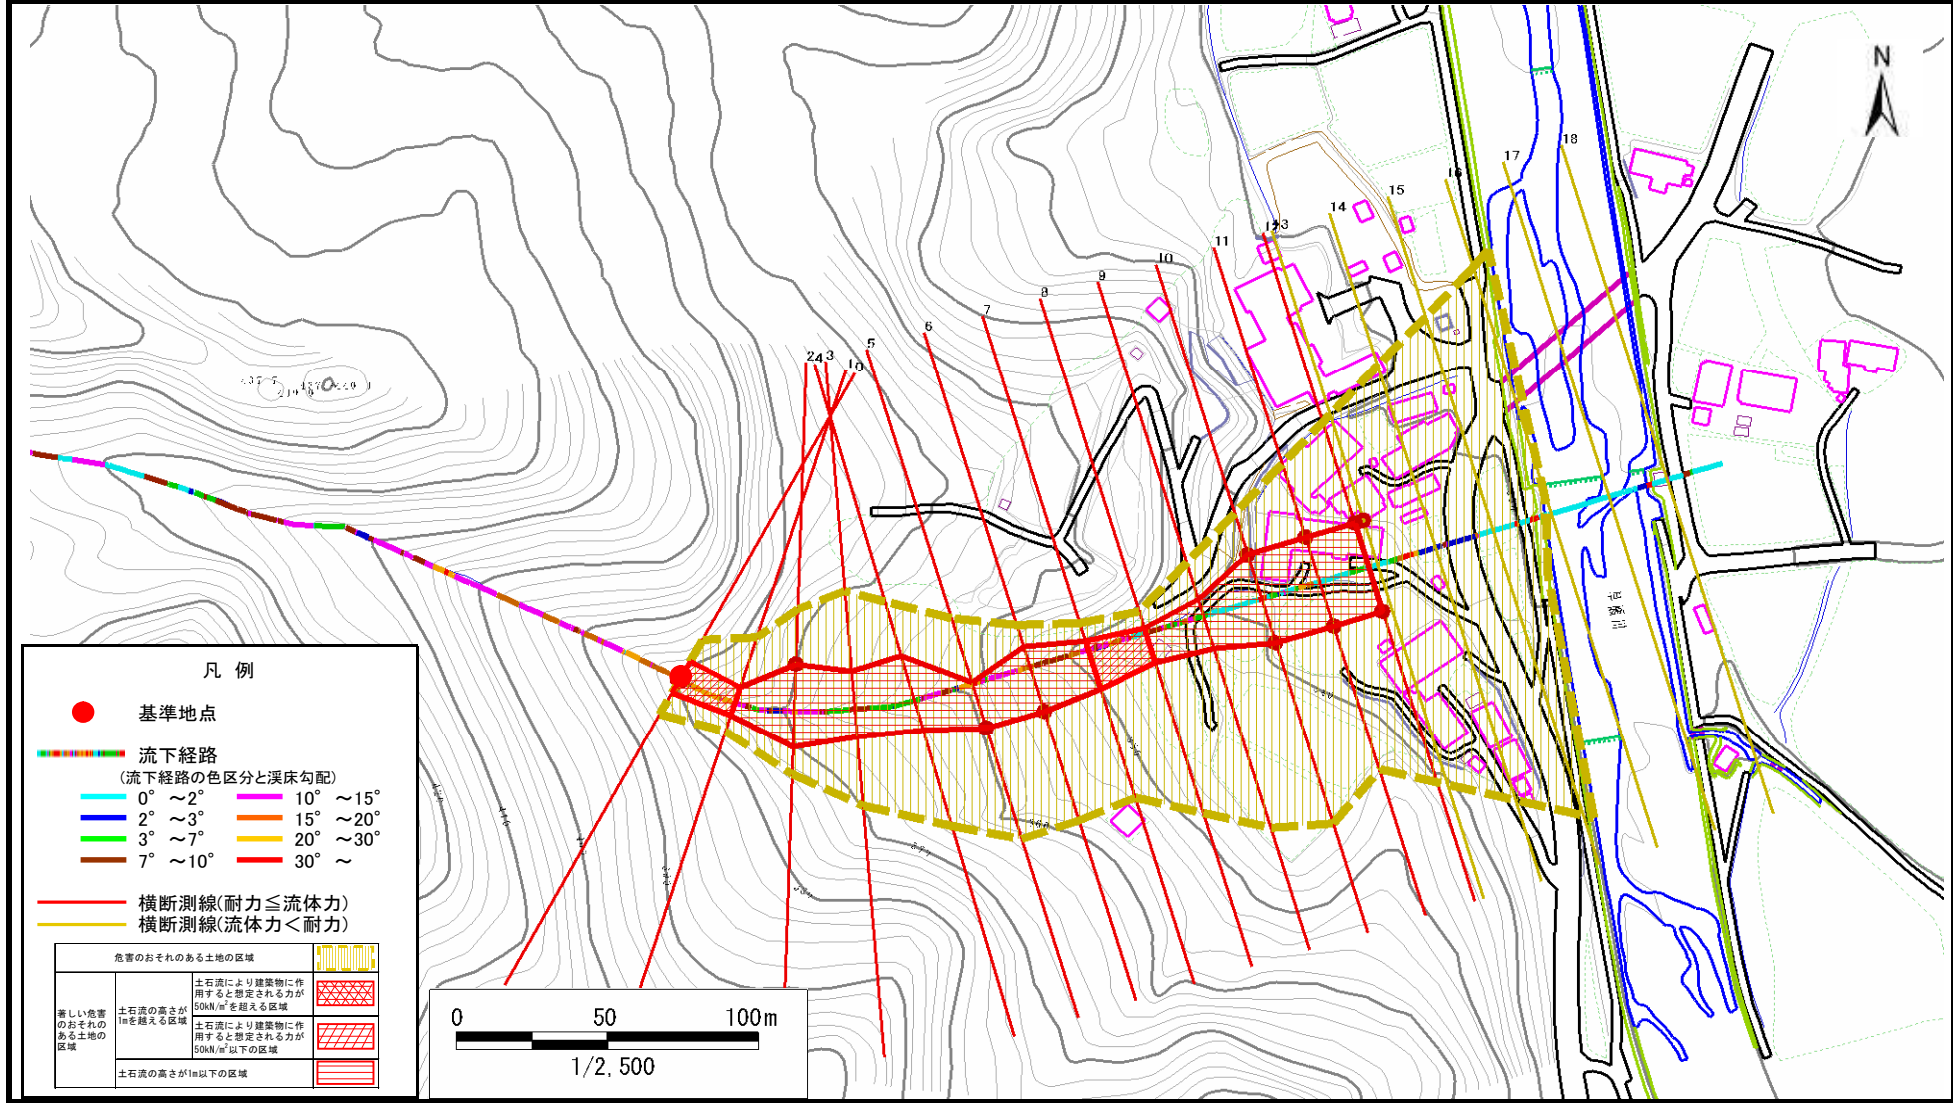 N
18
17
16
15
14
13
11
10
9
8
7
6
5
2
4
3
1
0
凡 例
基準地点
流下経路
(流下経路の色区分と渓床勾配)
0° ～2°
10° ～15°
2° ～3°
15° ～20°
3° ～7°
20° ～30°
7° ～10°
30° ～
横断測線(耐力≦流体力)
横断測線(流体力＜耐力)
危害のおそれのある土地の区域
著しい危害
のおそれの
ある土地の
区域
土石流の高さが
1mを越える区域
土石流により建築物に作
用すると想定される力が
50kN/m²を超える区域
土石流により建築物に作
用すると想定される力が
50kN/m²以下の区域
土石流の高さが1m以下の区域
0 50 100m
1/2,500